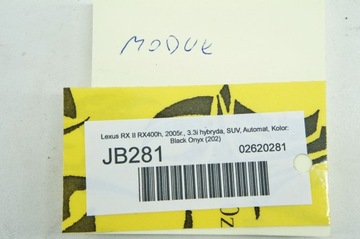 MODUŁ
Lexus RX II RX400h, 2005r., 3.3i hybryda, SUV, Automat, Kolor:
Black Onyx (202)
JB281
02620281